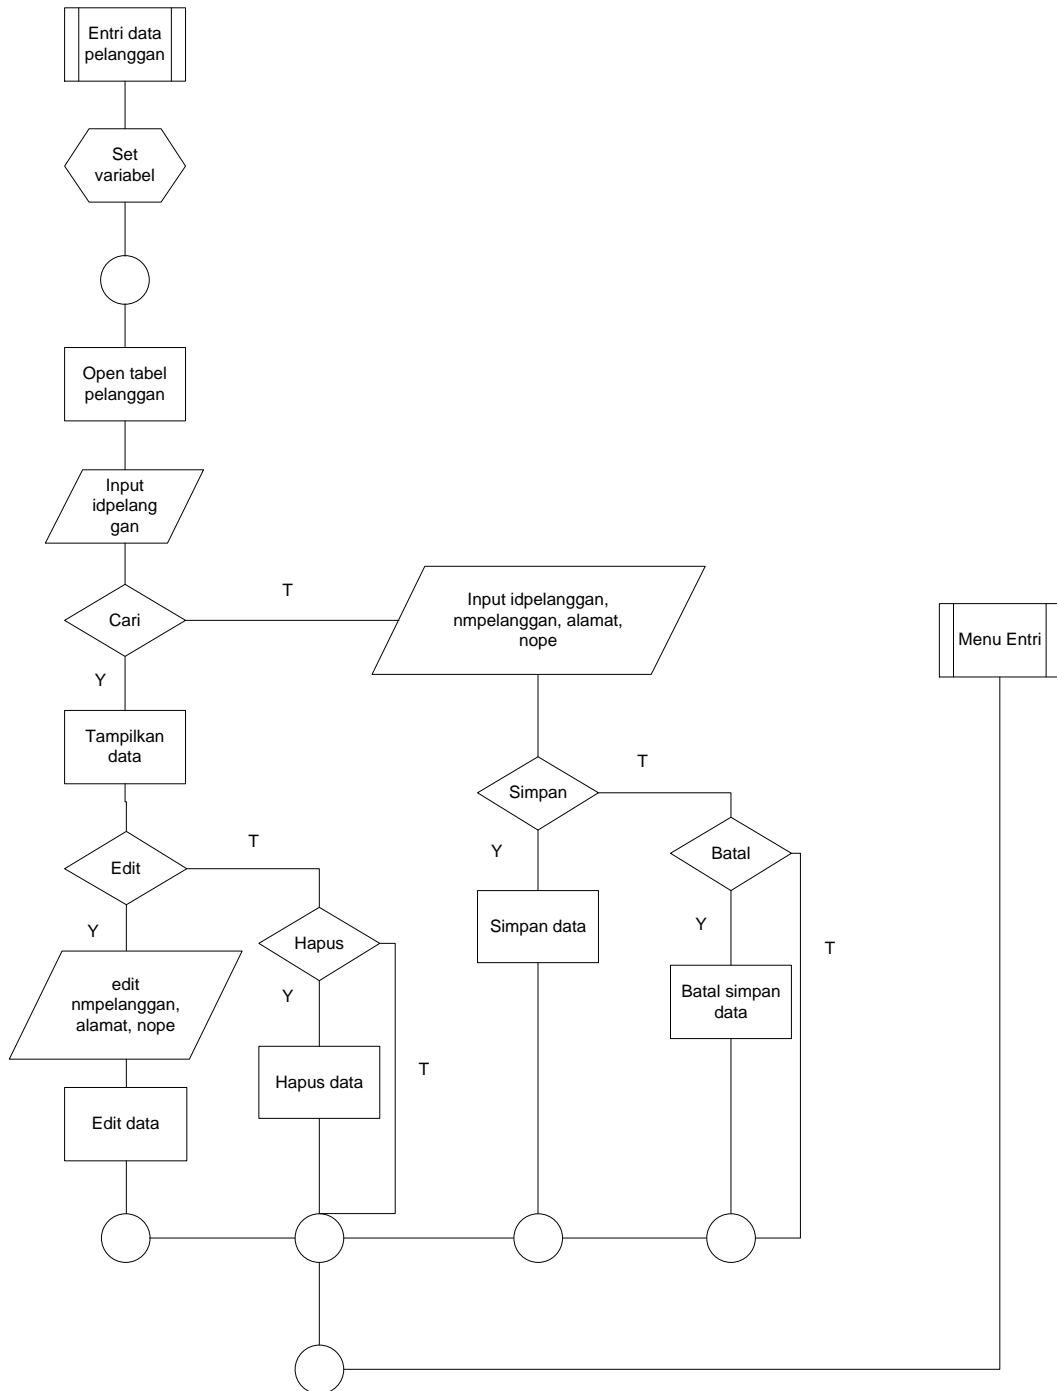 Entri data
pelanggan
Set
variabel
Open tabel
pelanggan
Input
idpelang
gan
Cari
T
Input idpelanggan,
nmpelanggan, alamat,
nope
Menu Entri
Y
Tampilkan
data
Simpan
T
Edit
T
Y
Batal
Y
Hapus
Simpan data
Y
T
edit
nmpelanggan,
alamat, nope
Y
Batal simpan
data
Hapus data
T
Edit data